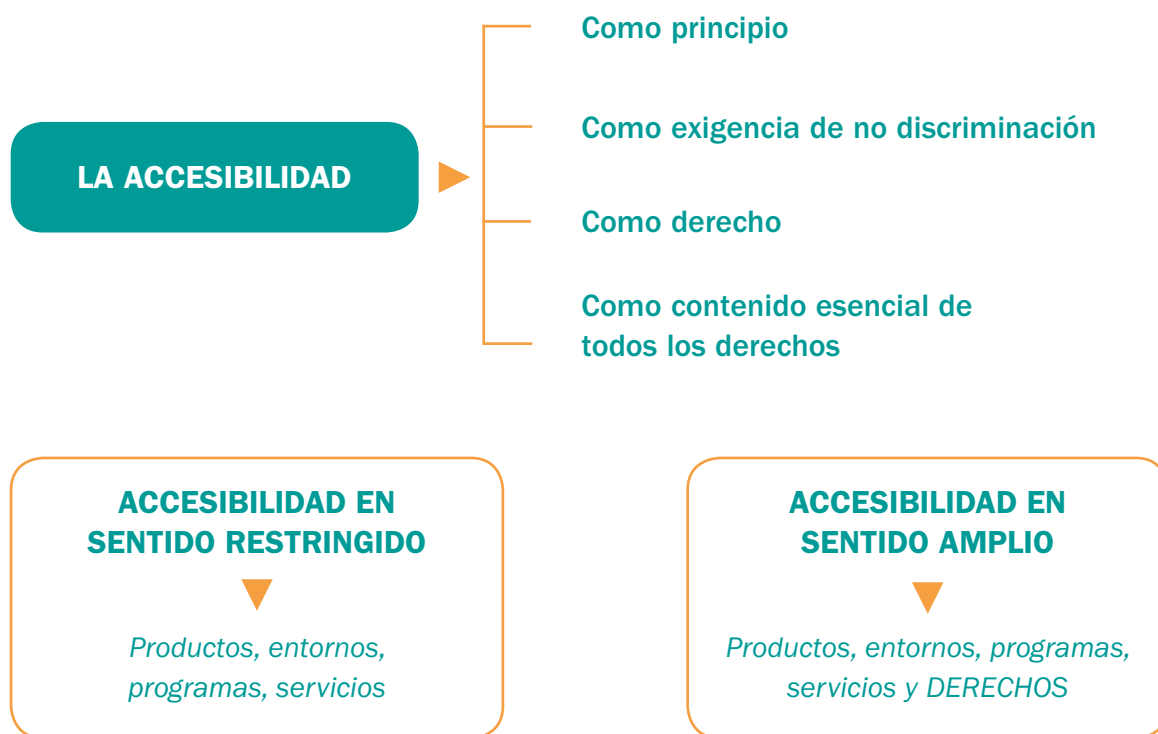 Como principio
Como exigencia de no discriminación
LA ACCESIBILIDAD
Como derecho
Como contenido esencial de
todos los derechos
ACCESIBILIDAD EN
SENTIDO RESTRINGIDO
Productos, entornos,
programas, servicios
ACCESIBILIDAD EN
SENTIDO AMPLIO
Productos, entornos, programas,
servicios y DERECHOS